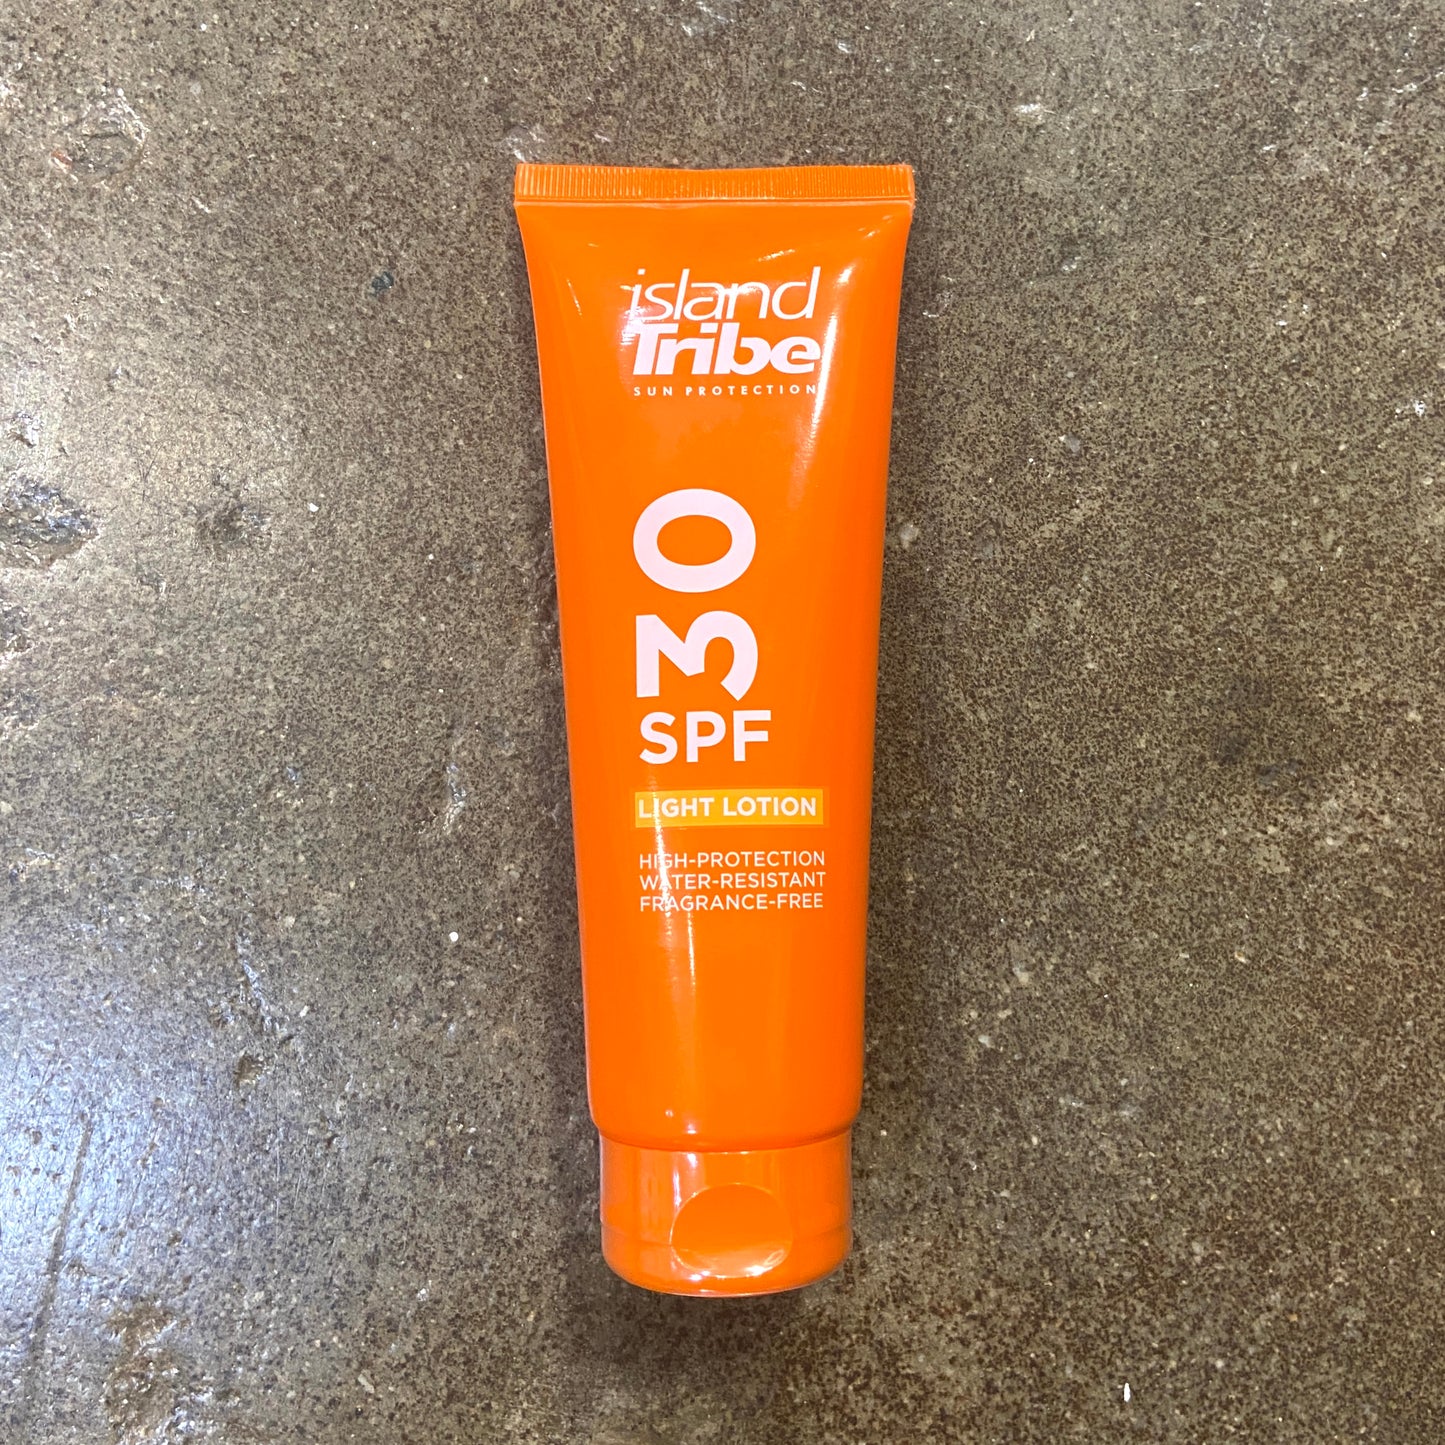 island
Tribe
SUN PROTECTION
30
SPF
LIGHT LOTION
HIGH-PROTECTION
WATER-RESISTANT
FRAGRANCE-FREE